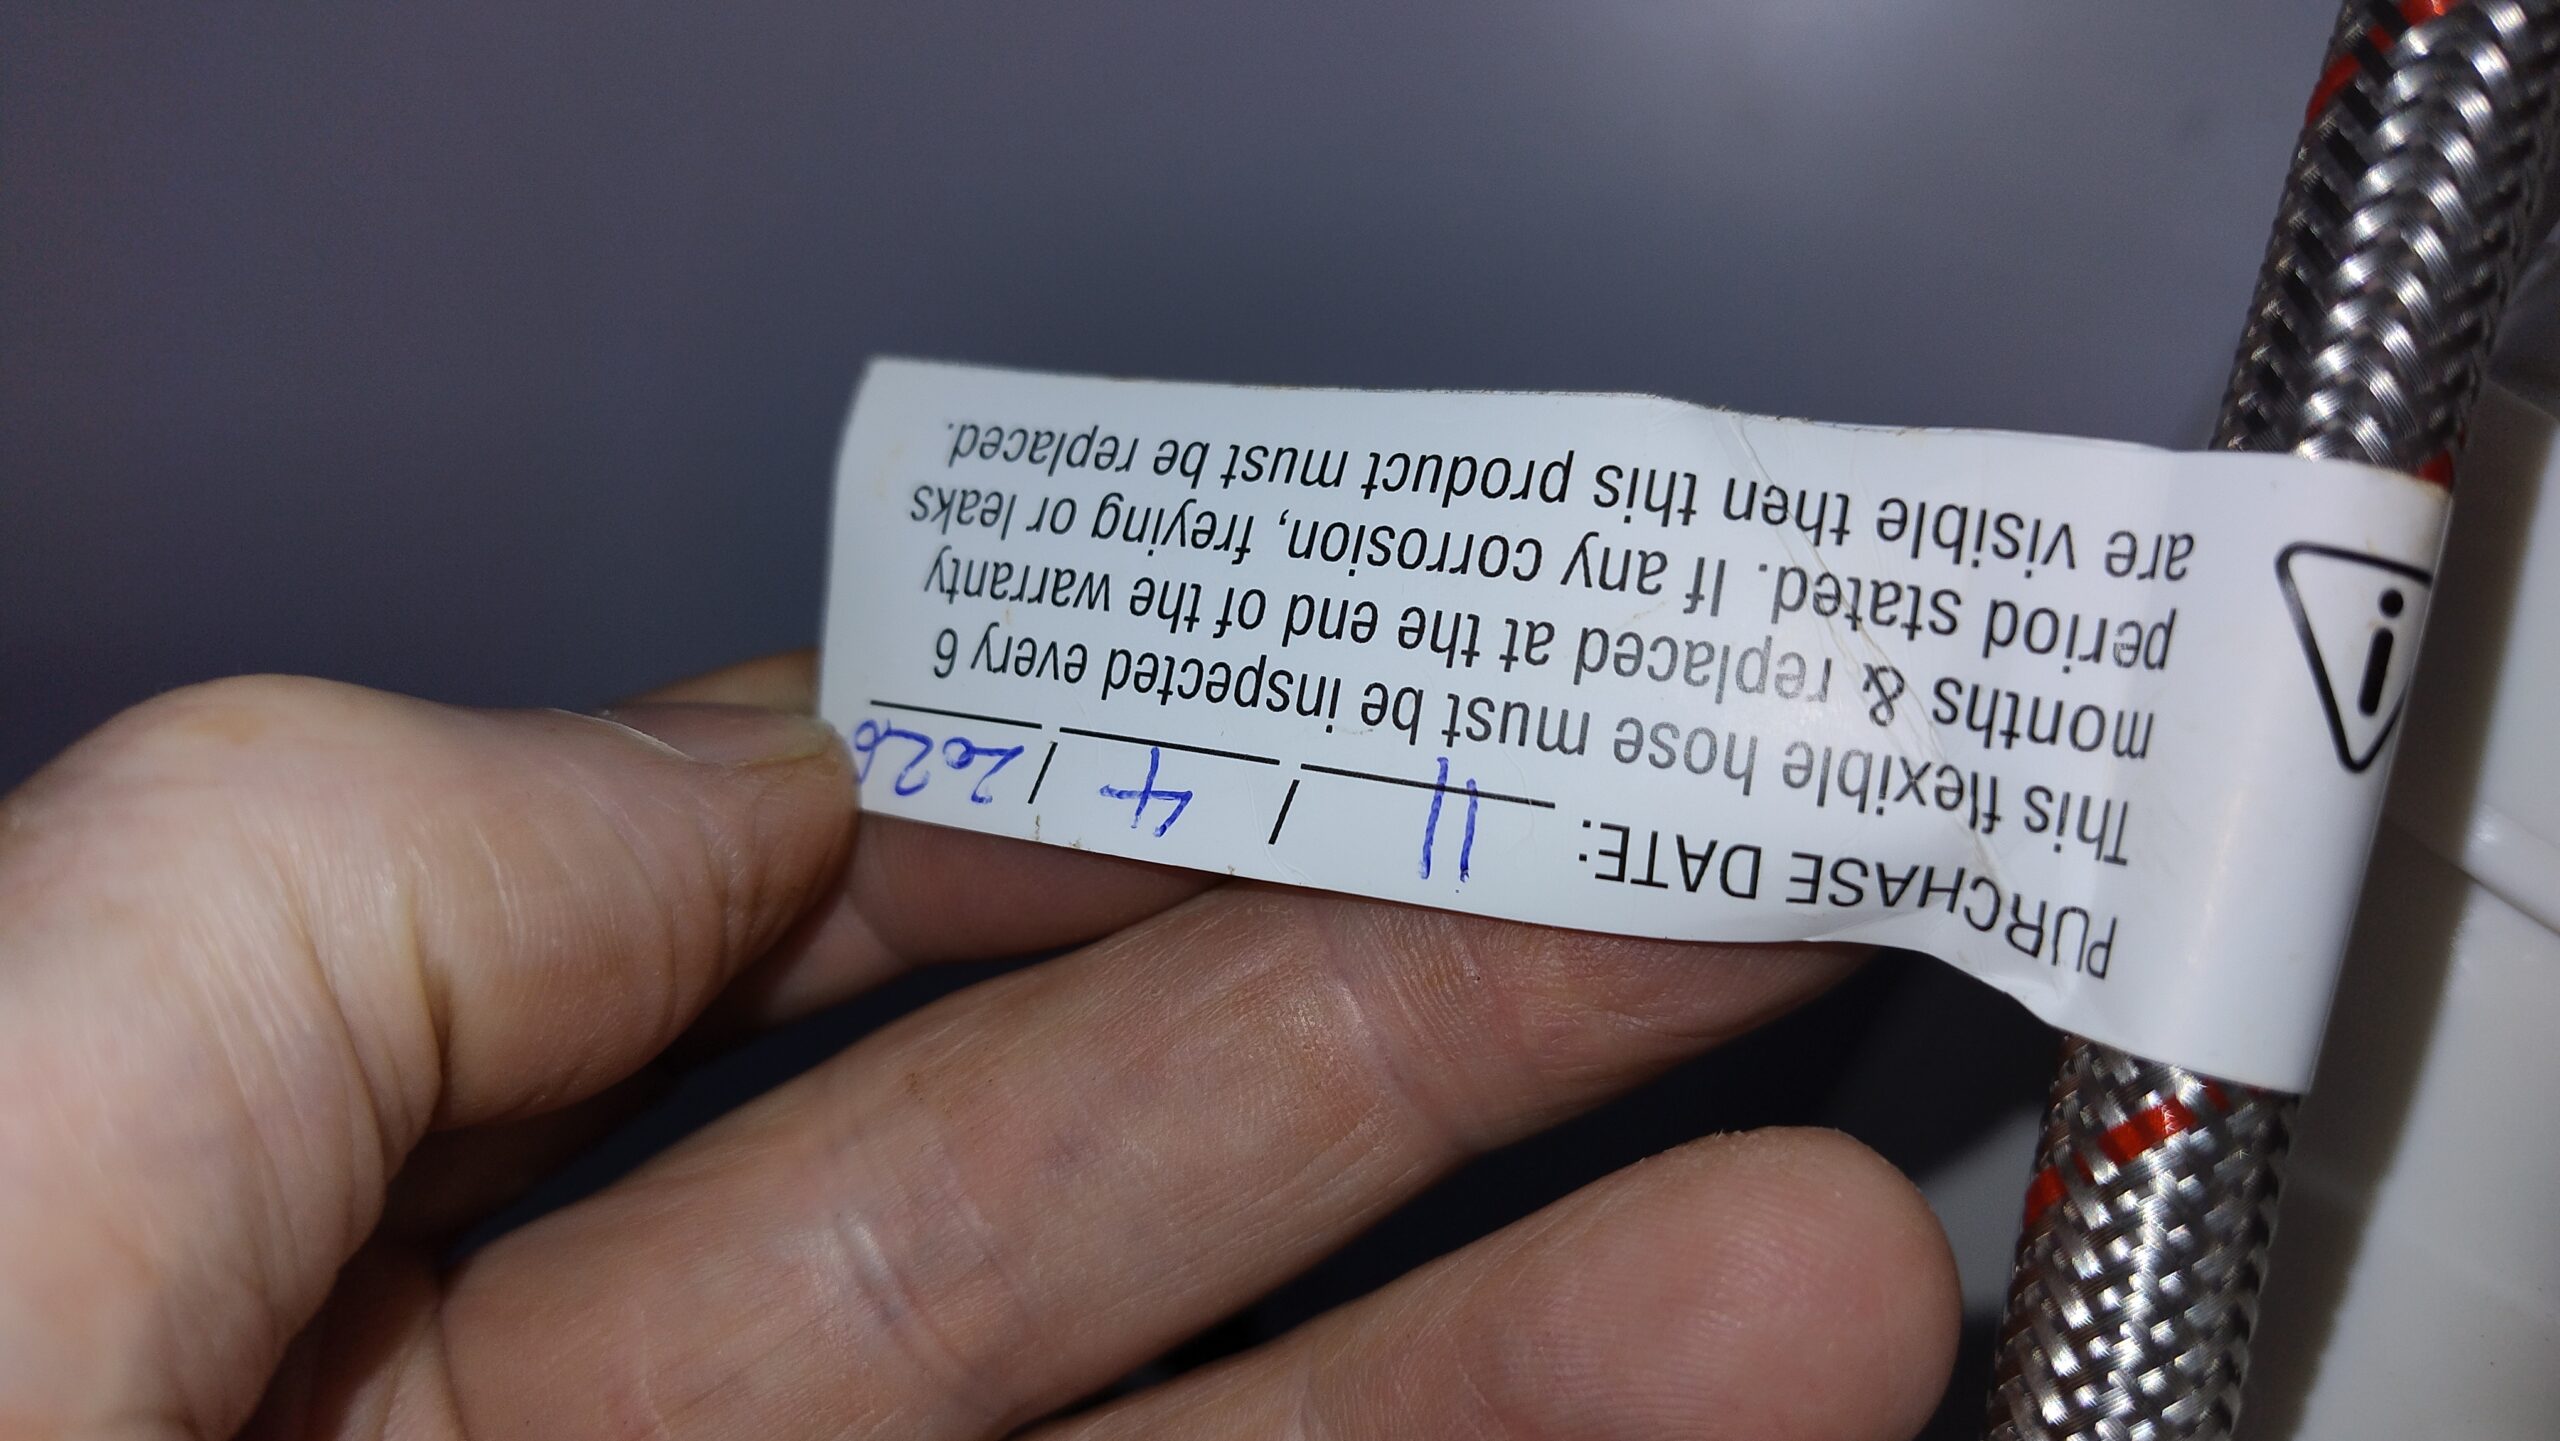 PURCHASE DATE: 11 / 4 / 2026
This flexible hose must be inspected every 6
months & replaced at the end of the warranty
period stated. If any corrosion, freying or leaks
are visible then this product must be replaced.